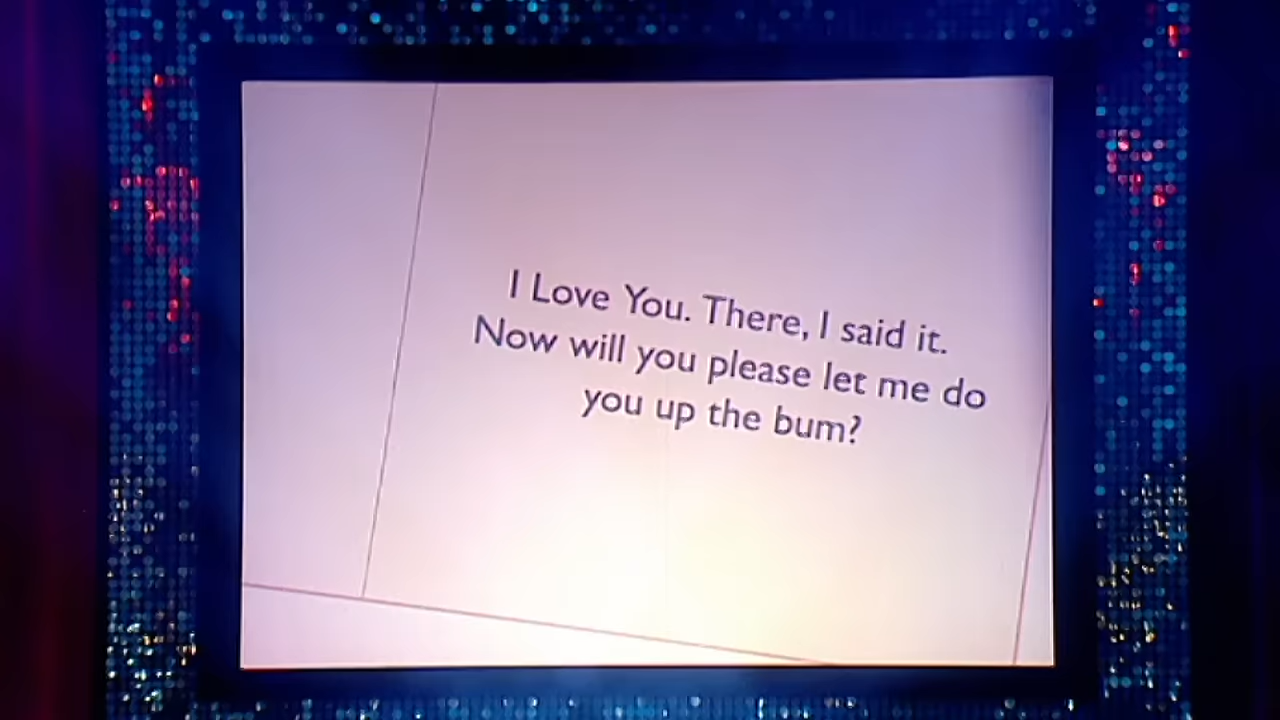 I Love You. There, I said it.
Now will you please let me do
you up the bum?